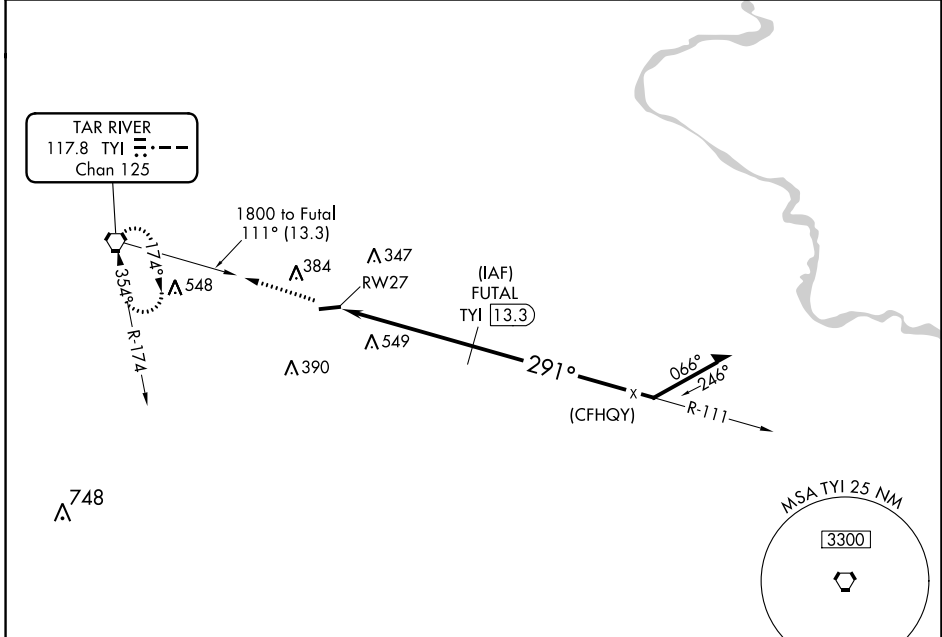 TAR RIVER
117.8 TYI
Chan 125
1800 to Futal
111° (13.3)
347
384
RW27
548
174°
354°
R-174
(IAF)
FUTAL
TYI 13.3
549
390
291°
066°
246°
(CFHQY)
R-111
748
MSA TYI 25 NM
3300